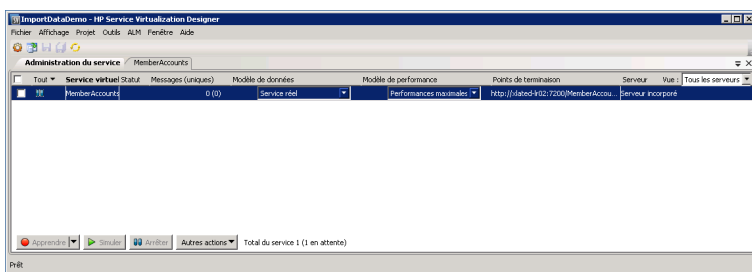 ImportDataDemo - HP Service Virtualization Designer
Fichier Affichage Projet Outils ALM Fenêtre Aide
Administration du service MemberAccounts
Tout Service virtuel Statut Messages (uniques) Modèle de données Modèle de performance Points de terminaison Serveur Vue : Tous les serveurs
MemberAccounts 0 (0) Service réel Performances maximales http://xlated-lr02:7200/MemberAccou... Serveur incorporé
Apprendre Simuler Arrêter Autres actions Total du service 1 (1 en attente)
Prêt